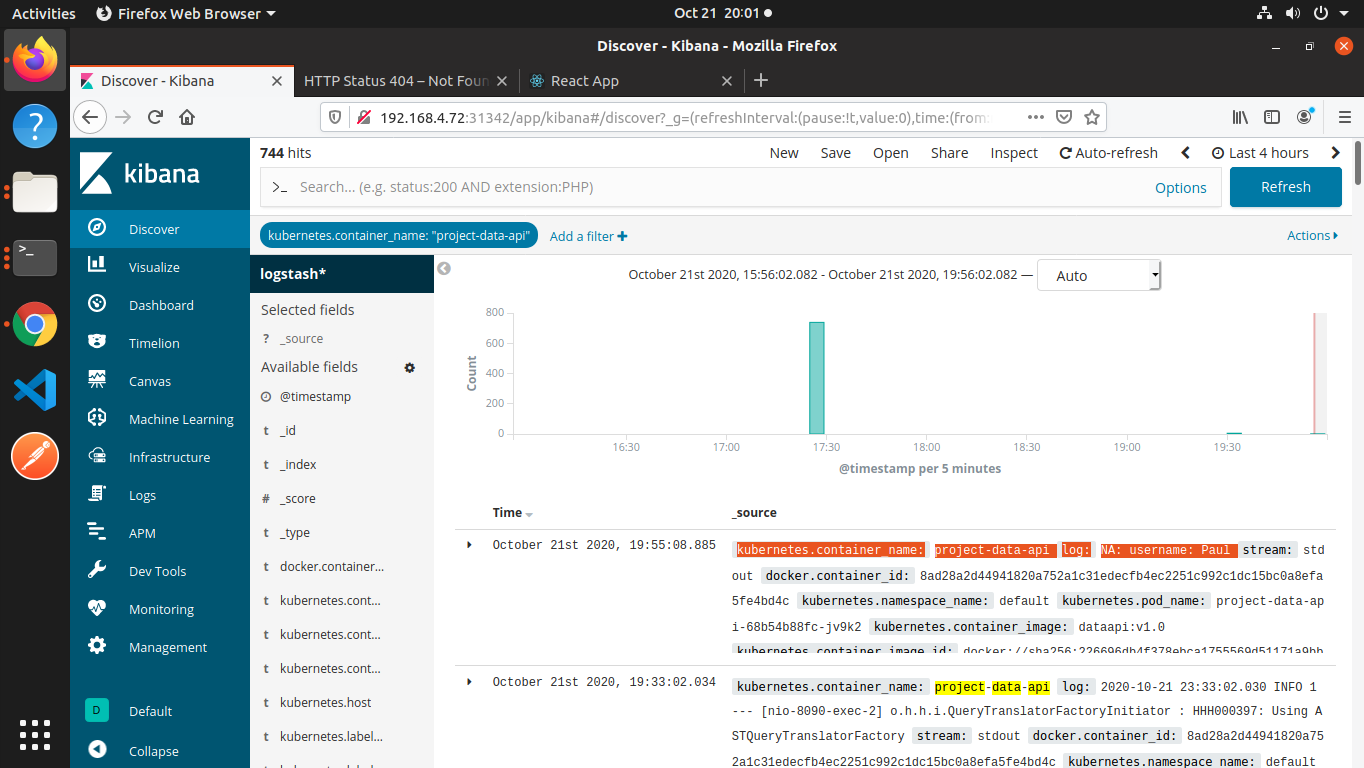 Activities Firefox Web Browser Oct 21 20:01
Discover - Kibana - Mozilla Firefox
Discover - Kibana HTTP Status 404 – Not Foun React App
192.168.4.72:31342/app/kibana#/discover?_g=(refreshInterval:(pause:!t,value:0),time:(from:
kibana
Discover
Visualize
Dashboard
Timelion
Canvas
Machine Learning
Infrastructure
Logs
APM
Dev Tools
Monitoring
Management
D Default
Collapse
744 hits New Save Open Share Inspect Auto-refresh Last 4 hours
>_ Search... (e.g. status:200 AND extension:PHP) Options Refresh
kubernetes.container_name: "project-data-api" Add a filter + Actions
logstash*
Selected fields
? _source
Available fields
@timestamp
t _id
t _index
# _score
t _type
t docker.container...
t kubernetes.cont...
t kubernetes.cont...
t kubernetes.cont...
t kubernetes.host
t kubernetes.label...
October 21st 2020, 15:56:02.082 - October 21st 2020, 19:56:02.082 — Auto
Count
800
600
400
200
0
16:30 17:00 17:30 18:00 18:30 19:00 19:30
@timestamp per 5 minutes
Time _source
October 21st 2020, 19:55:08.885 kubernetes.container_name: project-data-api log: NA: username: Paul stream: std
out docker.container_id: 8ad28a2d44941820a752a1c31edecfb4ec2251c992c1dc15bc0a8efa
5fe4bd4c kubernetes.namespace_name: default kubernetes.pod_name: project-data-ap
i-68b54b88fc-jv9k2 kubernetes.container_image: dataapi:v1.0
kubernetes.container_image_id:
October 21st 2020, 19:33:02.034 kubernetes.container_name: project-data-api log: 2020-10-21 23:33:02.030 INFO 1
--- [nio-8090-exec-2] o.h.h.i.QueryTranslatorFactoryInitiator : HHH000397: Using A
STQueryTranslatorFactory stream: stdout docker.container_id: 8ad28a2d44941820a75
2a1c31edecfb4ec2251c992c1dc15bc0a8efa5fe4bd4c kubernetes.namespace_name: default